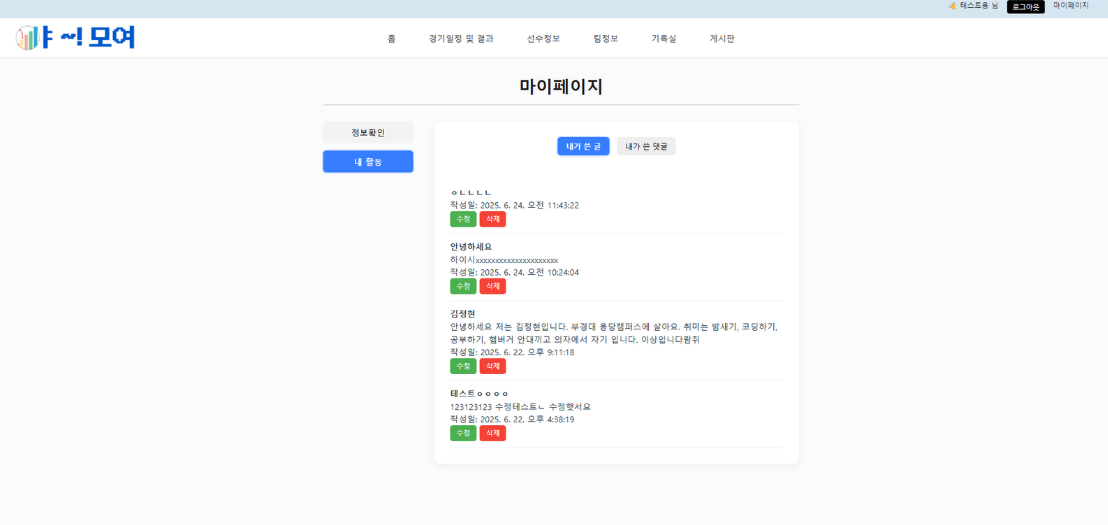 테스트용 님 로그아웃 마이페이지
야 ~! 모여
홈 경기일정 및 결과 선수정보 팀정보 기록실 게시판
마이페이지
정보확인
내 활동
내가 쓴 글 내가 쓴 댓글
ㅇㄴㄴㄴㄴ
작성일: 2025. 6. 24. 오전 11:43:22
수정 삭제
안녕하세요
하이시xxxxxxxxxxxxxxxxxxxxx
작성일: 2025. 6. 24. 오전 10:24:04
수정 삭제
김정현
안녕하세요 저는 김정현입니다. 부경대 용당캠퍼스에 살아요. 취미는 밤새기, 코딩하기,
공부하기, 햄버거 안대끼고 의자에서 자기 입니다. 이상입니다람쥐
작성일: 2025. 6. 22. 오후 9:11:18
수정 삭제
테스트ㅇㅇㅇㅇ
123123123 수정테스트ㄴ 수정햇서요
작성일: 2025. 6. 22. 오후 4:38:19
수정 삭제